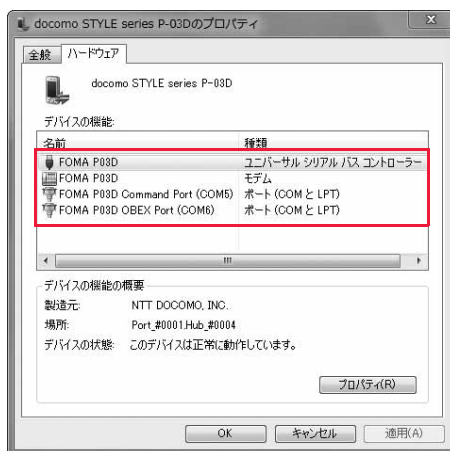 docomo STYLE series P-03Dのプロパティ
全般 ハードウェア
docomo STYLE series P-03D
デバイスの機能:
名前 種類
FOMA P03D ユニバーサル シリアル バス コントローラー
FOMA P03D モデム
FOMA P03D Command Port (COM5) ポート (COM と LPT)
FOMA P03D OBEX Port (COM6) ポート (COM と LPT)
デバイスの機能の概要
製造元: NTT DOCOMO, INC.
場所: Port_#0001.Hub_#0004
デバイスの状態: このデバイスは正常に動作しています。
プロパティ(R)
OK キャンセル 適用(A)